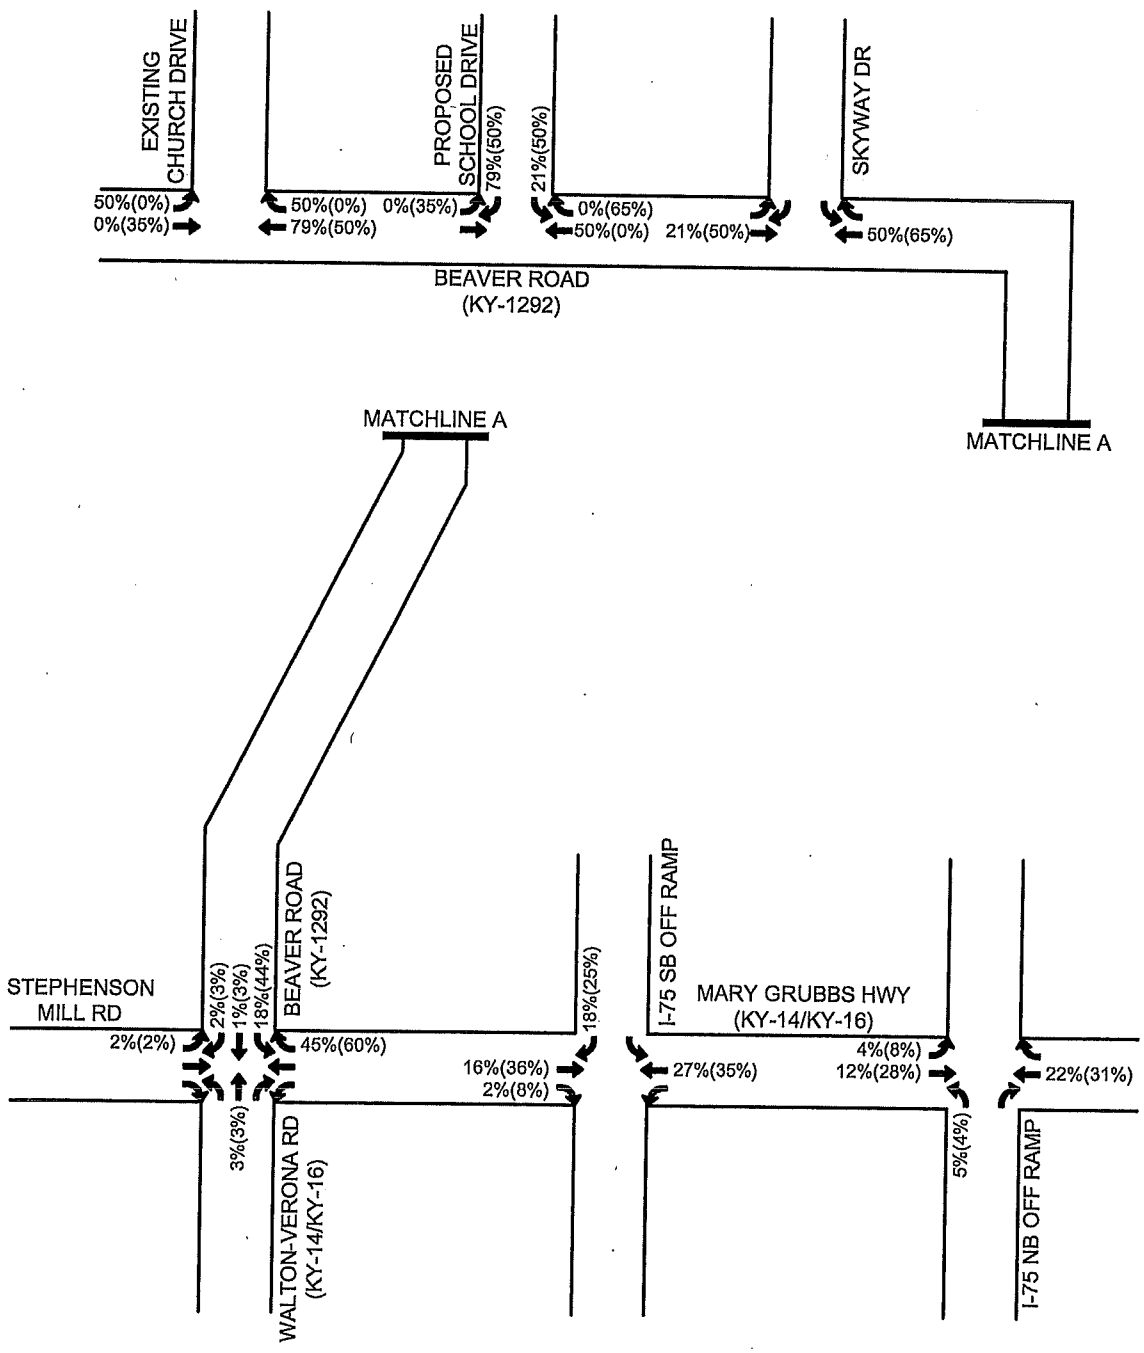 EXISTING
CHURCH DRIVE
PROPOSED
SCHOOL DRIVE
79%(50%)
21%(50%)
SKYWAY DR
50%(0%)
0%(35%)
50%(0%)
79%(50%)
0%(35%)
0%(65%)
50%(0%)
21%(50%)
50%(65%)
BEAVER ROAD
(KY-1292)
MATCHLINE A
MATCHLINE A
STEPHENSON
MILL RD
2%(3%)
1%(3%)
18%(44%)
BEAVER ROAD
(KY-1292)
2%(2%)
45%(60%)
3%(3%)
WALTON-VERONA RD
(KY-14/KY-16)
18%(25%)
I-75 SB OFF RAMP
16%(36%)
2%(8%)
27%(35%)
MARY GRUBBS HWY
(KY-14/KY-16)
4%(8%)
12%(28%)
22%(31%)
5%(4%)
I-75 NB OFF RAMP